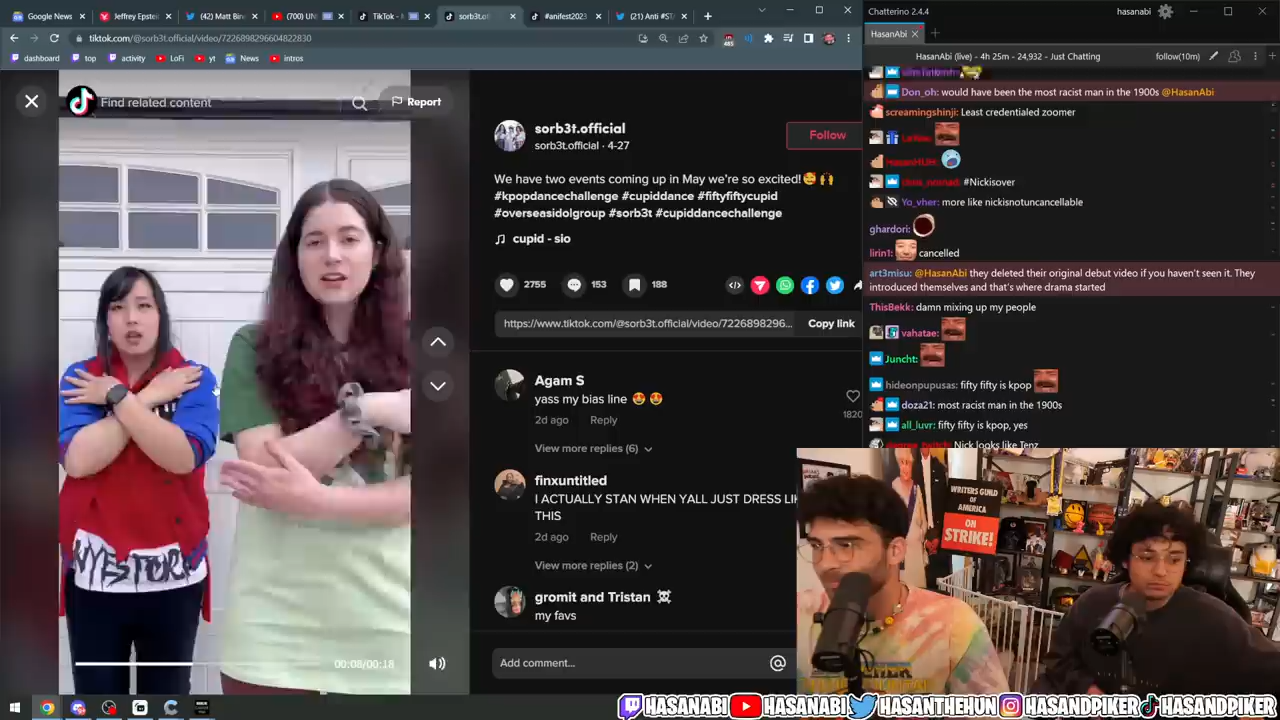 Google News
Jeffrey Epstei
(42) Matt Bin
(700) UN
TikTok - M
sorb3t.of
#anifest2023
(21) Anti #ST
tiktok.com/@sorb3t.official/video/7226898296604822830
485
dashboard
top
activity
LoFi
yt
News
intros
Find related content
Report
MYSTORY
00:08/00:18
sorb3t.official
sorb3t.official · 4-27
Follow
We have two events coming up in May we're so excited!
#kpopdancechallenge #cupiddance #fiftyfiftycupid
#overseasidolgroup #sorb3t #cupiddancechallenge
cupid - sio
2755
153
188
https://www.tiktok.com/@sorb3t.official/video/7226898296...
Copy link
Agam S
yass my bias line
2d ago
Reply
1820
View more replies (6)
finxuntitled
I ACTUALLY STAN WHEN YALL JUST DRESS LIK
THIS
2d ago
Reply
View more replies (2)
gromit and Tristan
my favs
Add comment...
Chatterino 2.4.4
hasanabi
HasanAbi
HasanAbi (live) - 4h 25m - 24,932 - Just Chatting
follow(10m)
Don_oh: would have been the most racist man in the 1900s @HasanAbi
screamingshinji: Least credentialed zoomer
#Nickisover
Yo_vher: more like nickisnotuncancellable
ghardori:
lirin1: cancelled
art3misu: @HasanAbi they deleted their original debut video if you haven't seen it. They
introduced themselves and that's where drama started
ThisBekk: damn mixing up my people
vahatae:
Juncht:
hideonpupusas: fifty fifty is kpop
doza21: most racist man in the 1900s
all_luvr: fifty fifty is kpop, yes
Nick looks like Tenz
WRITERS GUILD
OF
AMERICA
ON
STRIKE!
HASANABI
HASANABI
HASANTHEHUN
HASANDPIKER
HASANDPIKER